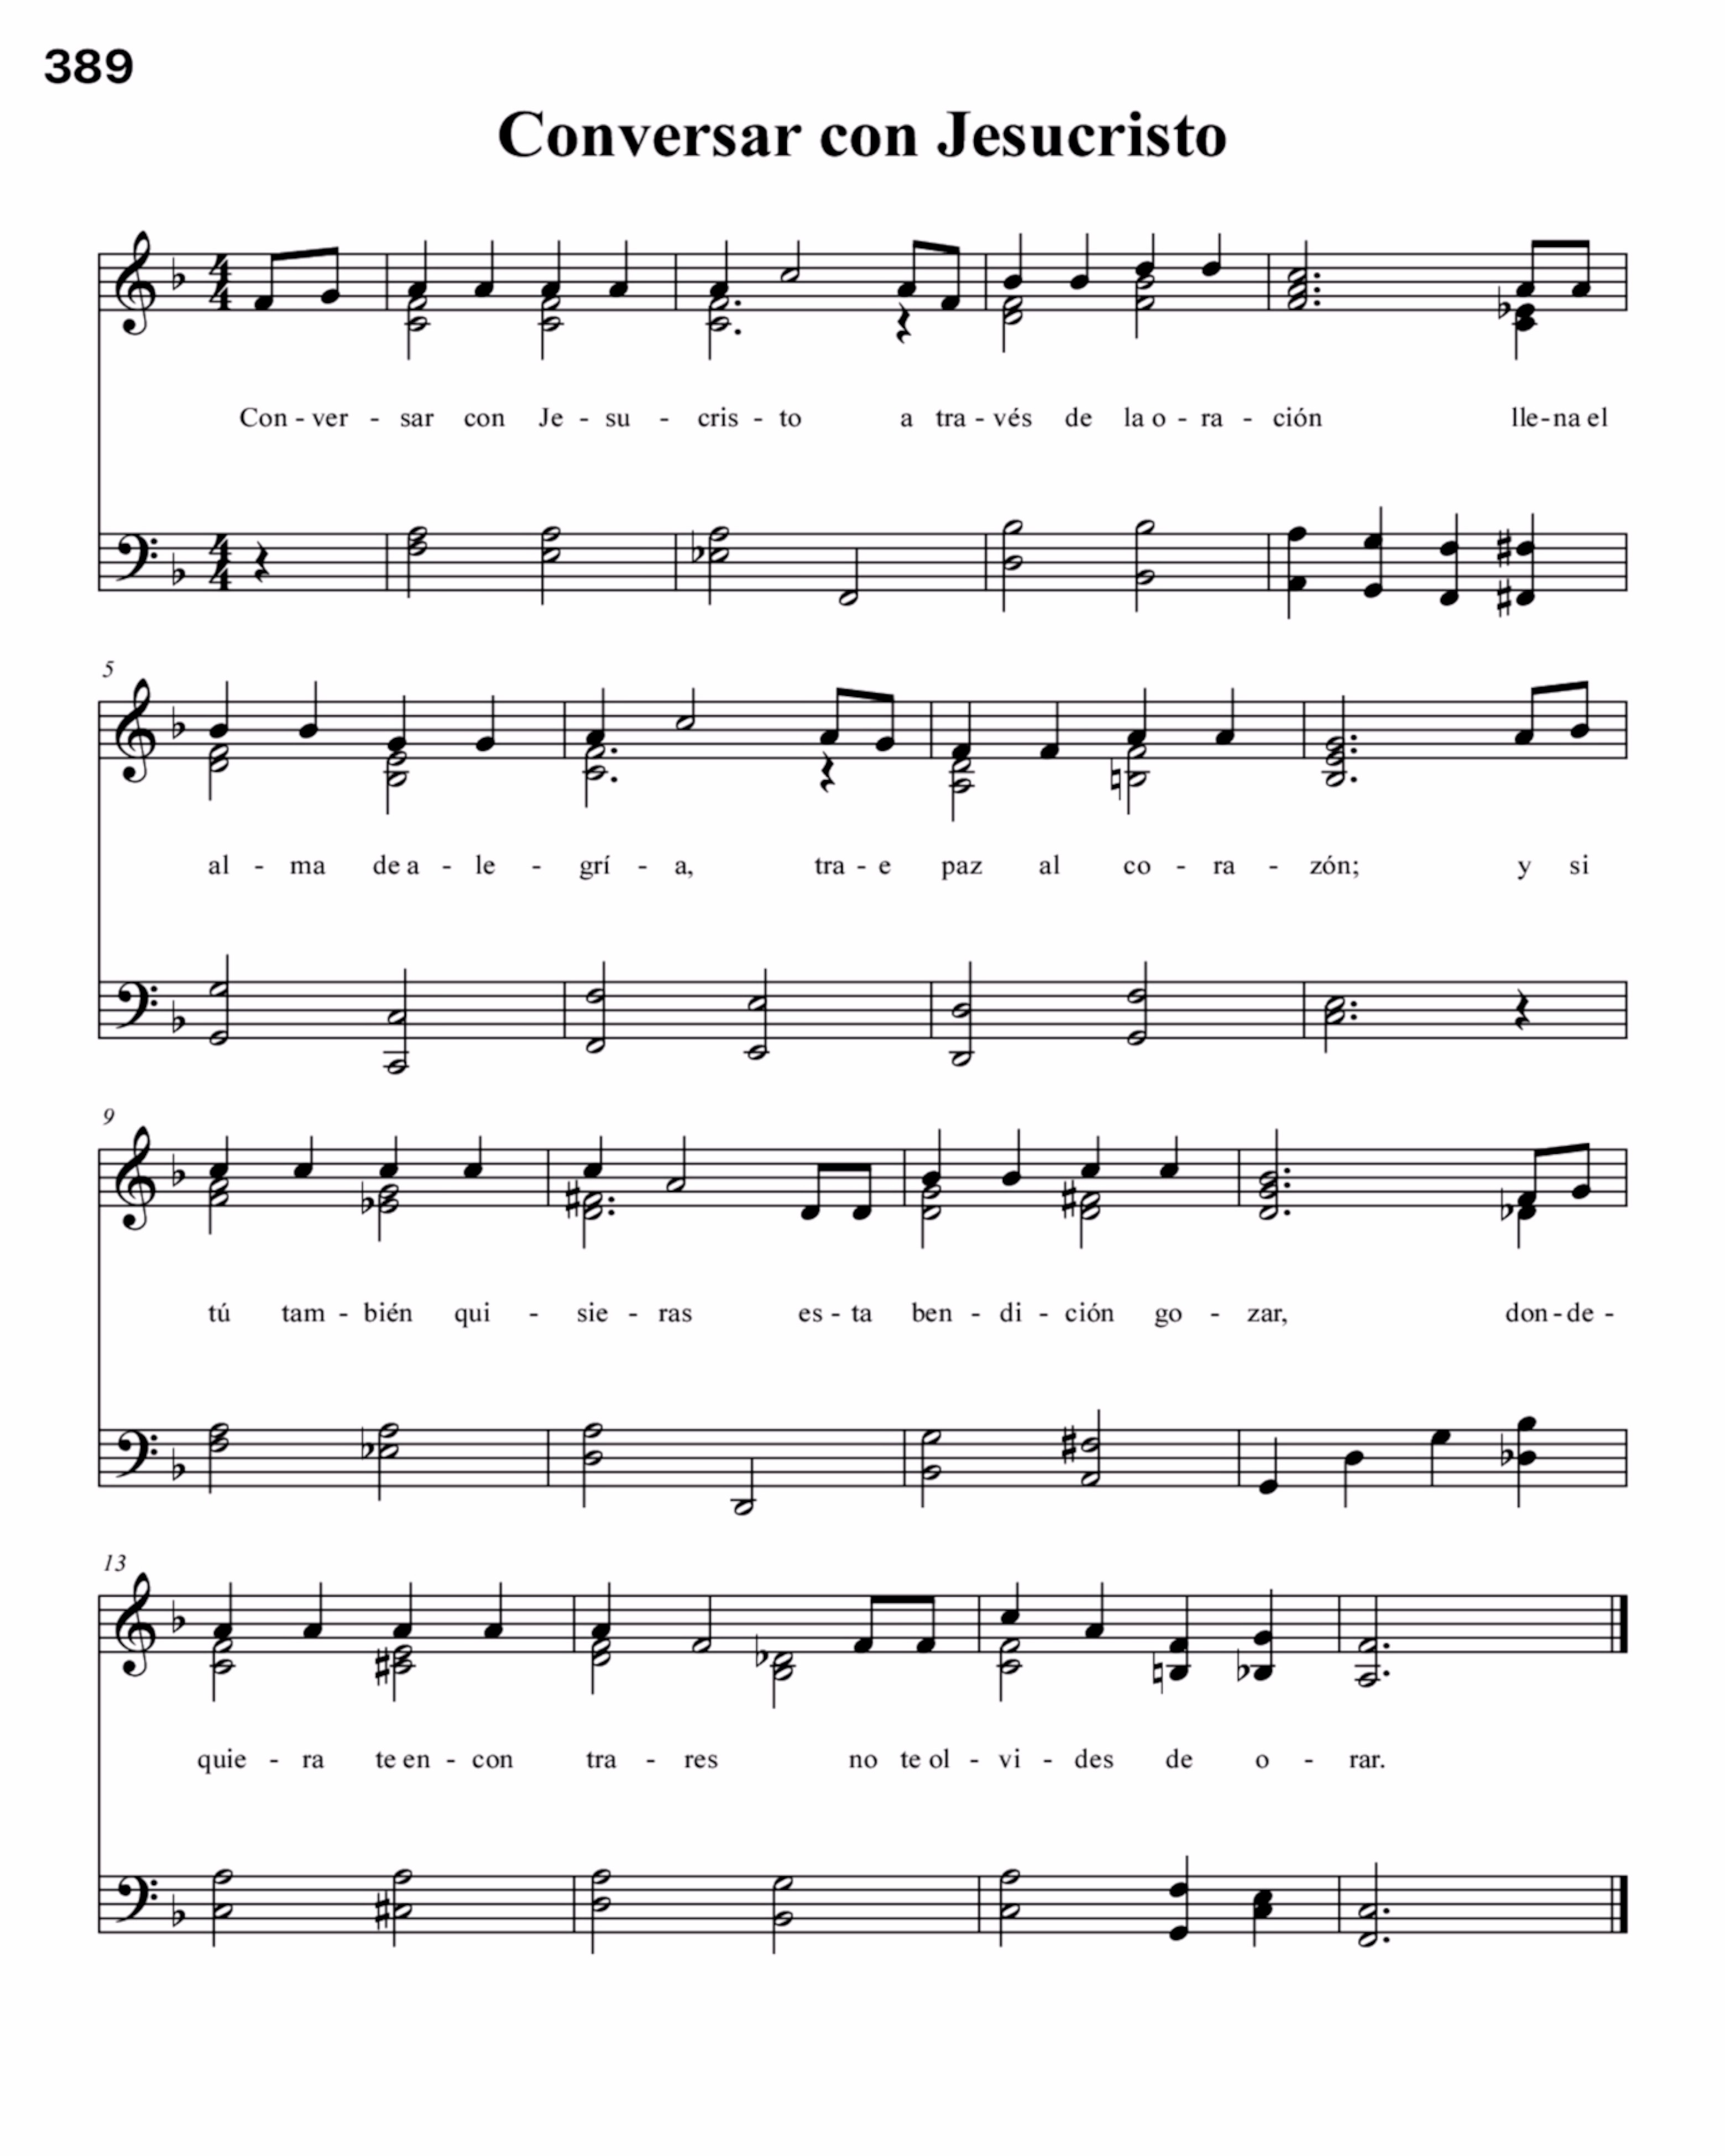 389
Conversar con Jesucristo
Con - ver - sar con Je - su - cris - to a tra - vés de la o - ra - ción lle - na el
5
al - ma de a - le - grí - a, tra - e paz al co - ra - zón; y si
9
tú tam - bién qui - sie - ras es - ta ben - di - ción go - zar, don - de -
13
quie - ra te en - con tra - res no te ol - vi - des de o - rar.